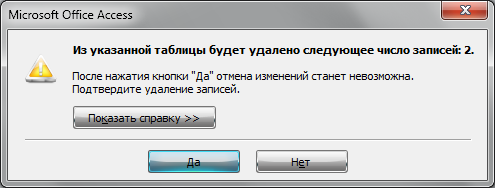 Microsoft Office Access
Из указанной таблицы будет удалено следующее число записей: 2.
После нажатия кнопки "Да" отмена изменений станет невозможна.
Подтвердите удаление записей.
Показать справку >>
Да
Нет